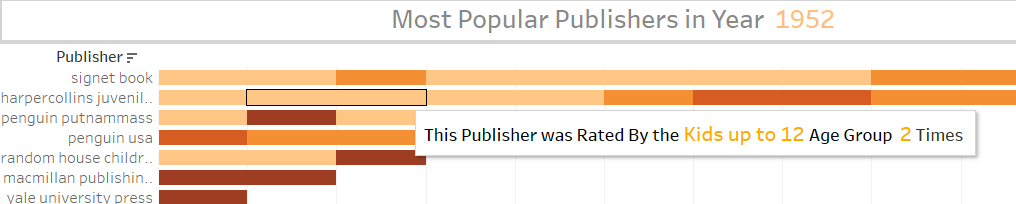 Most Popular Publishers in Year 1952
Publisher
signet book
harpercollins juvenil..
penguin putnammass
penguin usa
This Publisher was Rated By the Kids up to 12 Age Group 2 Times
random house childr..
macmillan publishin..
yale university press